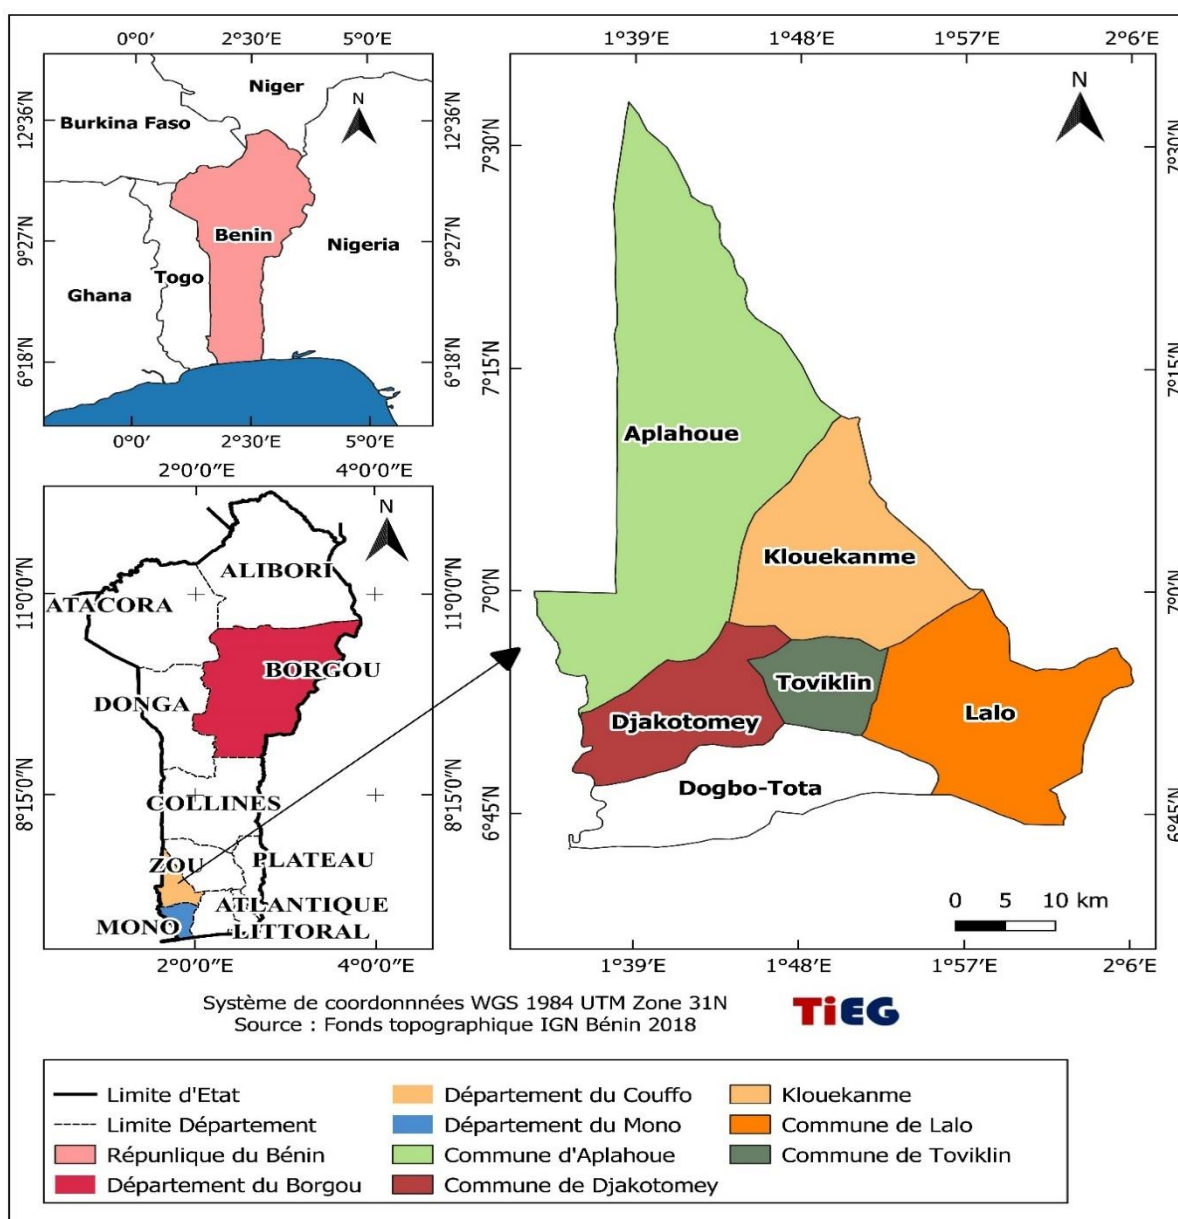 0°0′ 2°30′E 5°0′E
Niger
N
Burkina Faso
12°36′N 12°36′N
Benin
Nigeria
9°27′N 9°27′N
Togo
Ghana
6°18′N 6°18′N
0°0′ 2°30′E 5°0′E
2°0′0″E 4°0′0″E
N
ALIBORI
11°0′0″N 11°0′0″N
ATACORA
BORGOU
DONGA
8°15′0″N 8°15′0″N
COLLINES
ZOU
PLATEAU
ATLANTIQUE
MONO
LITTORAL
2°0′0″E 4°0′0″E
1°39′E 1°48′E 1°57′E 2°6′E
N
7°30′N 7°30′N
7°15′N 7°15′N
Aplahoue
Klouekanme
7°0′N 7°0′N
Toviklin
Lalo
Djakotomey
Dogbo-Tota
6°45′N 6°45′N
0 5 10 km
1°39′E 1°48′E 1°57′E 2°6′E
Système de coordonnnées WGS 1984 UTM Zone 31N
Source : Fonds topographique IGN Bénin 2018
TiEG
Limite d'Etat
Limite Département
Répunlique du Bénin
Département du Borgou
Département du Couffo
Département du Mono
Commune d'Aplahoue
Commune de Djakotomey
Klouekanme
Commune de Lalo
Commune de Toviklin